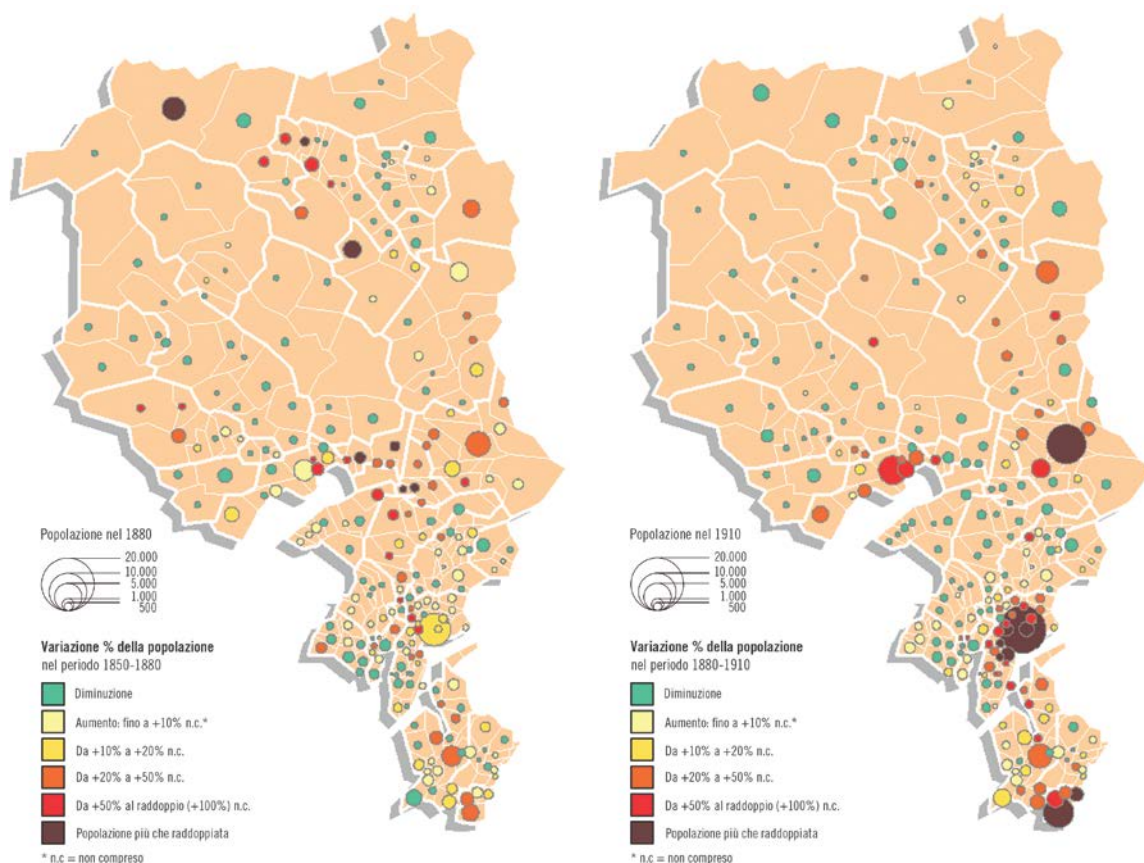 Popolazione nel 1880
20.000
10.000
5.000
1.000
500
Variazione % della popolazione
nel periodo 1850-1880
Diminuzione
Aumento: fino a +10% n.c.*
Da +10% a +20% n.c.
Da +20% a +50% n.c.
Da +50% al raddoppio (+100%) n.c.
Popolazione più che raddoppiata
* n.c = non compreso
Popolazione nel 1910
20.000
10.000
5.000
1.000
500
Variazione % della popolazione
nel periodo 1880-1910
Diminuzione
Aumento: fino a +10% n.c.*
Da +10% a +20% n.c.
Da +20% a +50% n.c.
Da +50% al raddoppio (+100%) n.c.
Popolazione più che raddoppiata
* n.c = non compreso